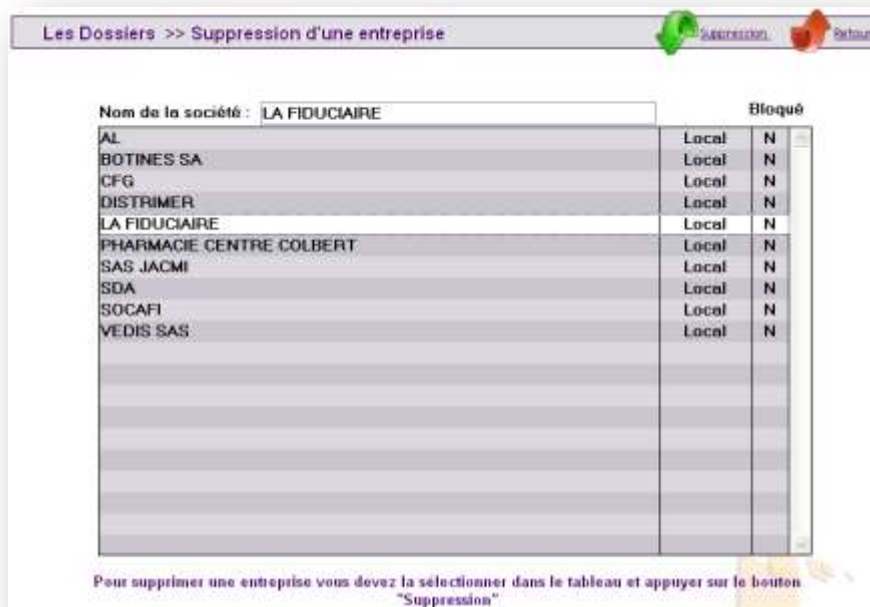 Les Dossiers >> Suppression d'une entreprise Suppression Retour
Nom de la société : LA FIDUCIAIRE Bloqué
AL Local N
BOTINES SA Local N
CFG Local N
DISTRIMER Local N
LA FIDUCIAIRE Local N
PHARMACIE CENTRE COLBERT Local N
SAS JACMI Local N
SDA Local N
SOCAFI Local N
VEDIS SAS Local N
Pour supprimer une entreprise vous devez la sélectionner dans le tableau et appuyer sur le bouton
"Suppression"